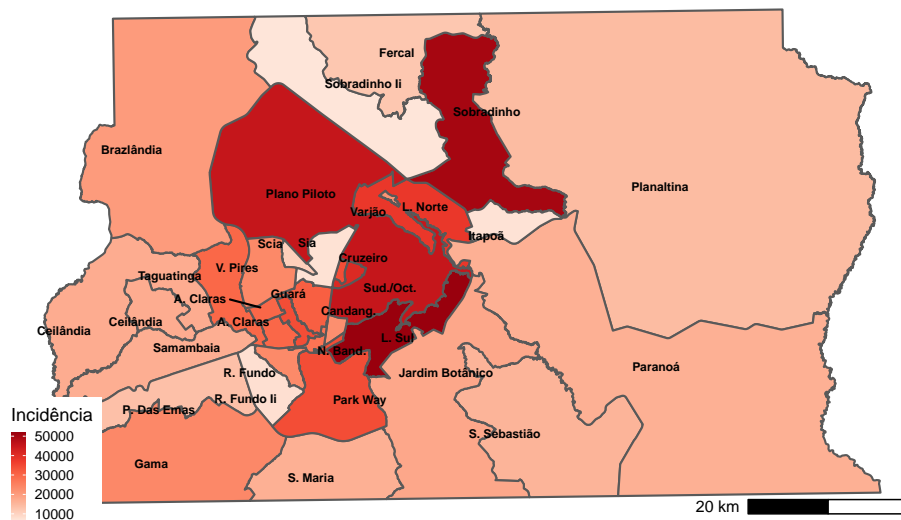 Fercal
Sobradinho Ii
Sobradinho
Brazlândia
Planaltina
Plano Piloto
L. Norte
Varjão
Itapoã
Scia
Sia
Cruzeiro
V. Pires
Taguatinga
Sud./Oct.
Guará
A. Claras
Candang.
Ceilândia
Ceilândia
A. Claras
L. Sul
Samambaia
N. Band.
Paranoá
R. Fundo
Jardim Botânico
R. Fundo Ii
Park Way
P. Das Emas
S. Sebastião
Gama
S. Maria
Incidência
50000
40000
30000
20000
10000
20 km